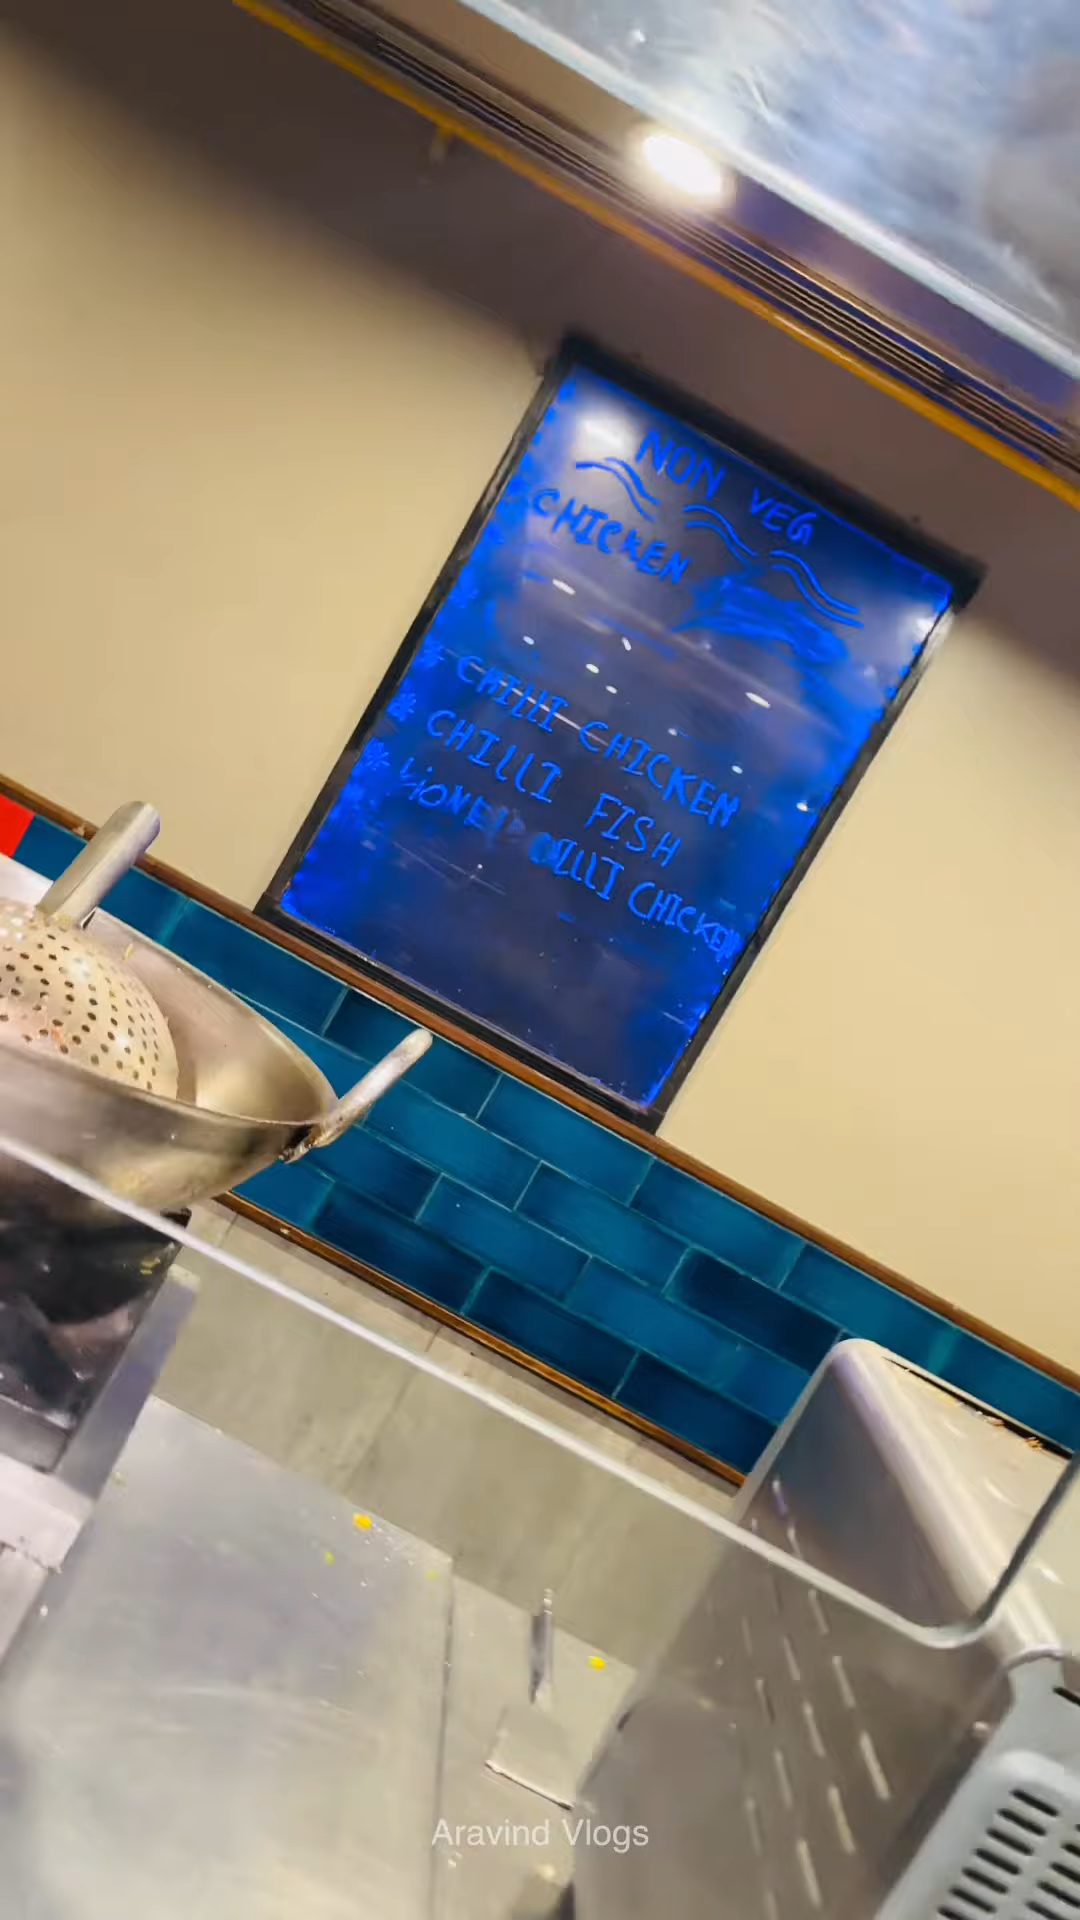 NON VEG
CHICKEN
* CHILLI CHICKEN
* CHILLI FISH
* CHICKEN
Aravind Vlogs